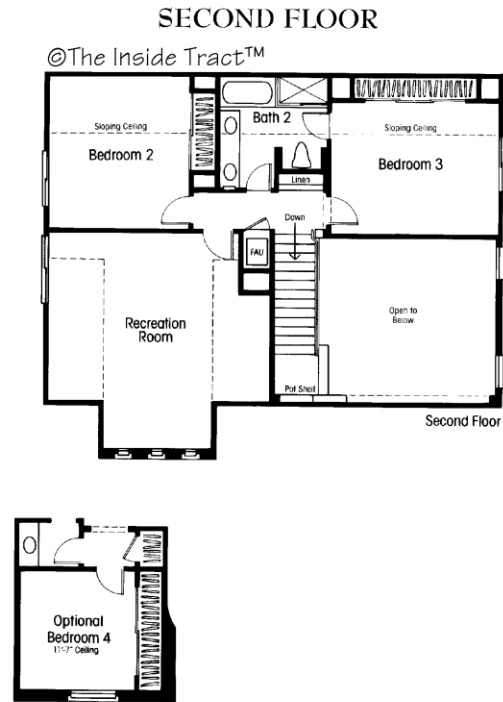 SECOND FLOOR
©The Inside Tract™
Bath 2
Sloping Ceiling
Bedroom 2
Sloping Ceiling
Bedroom 3
Linen
Down
FAU
Recreation
Room
Open to
Below
Pot Shelf
Second Floor
Optional
Bedroom 4
11'-7" Ceiling